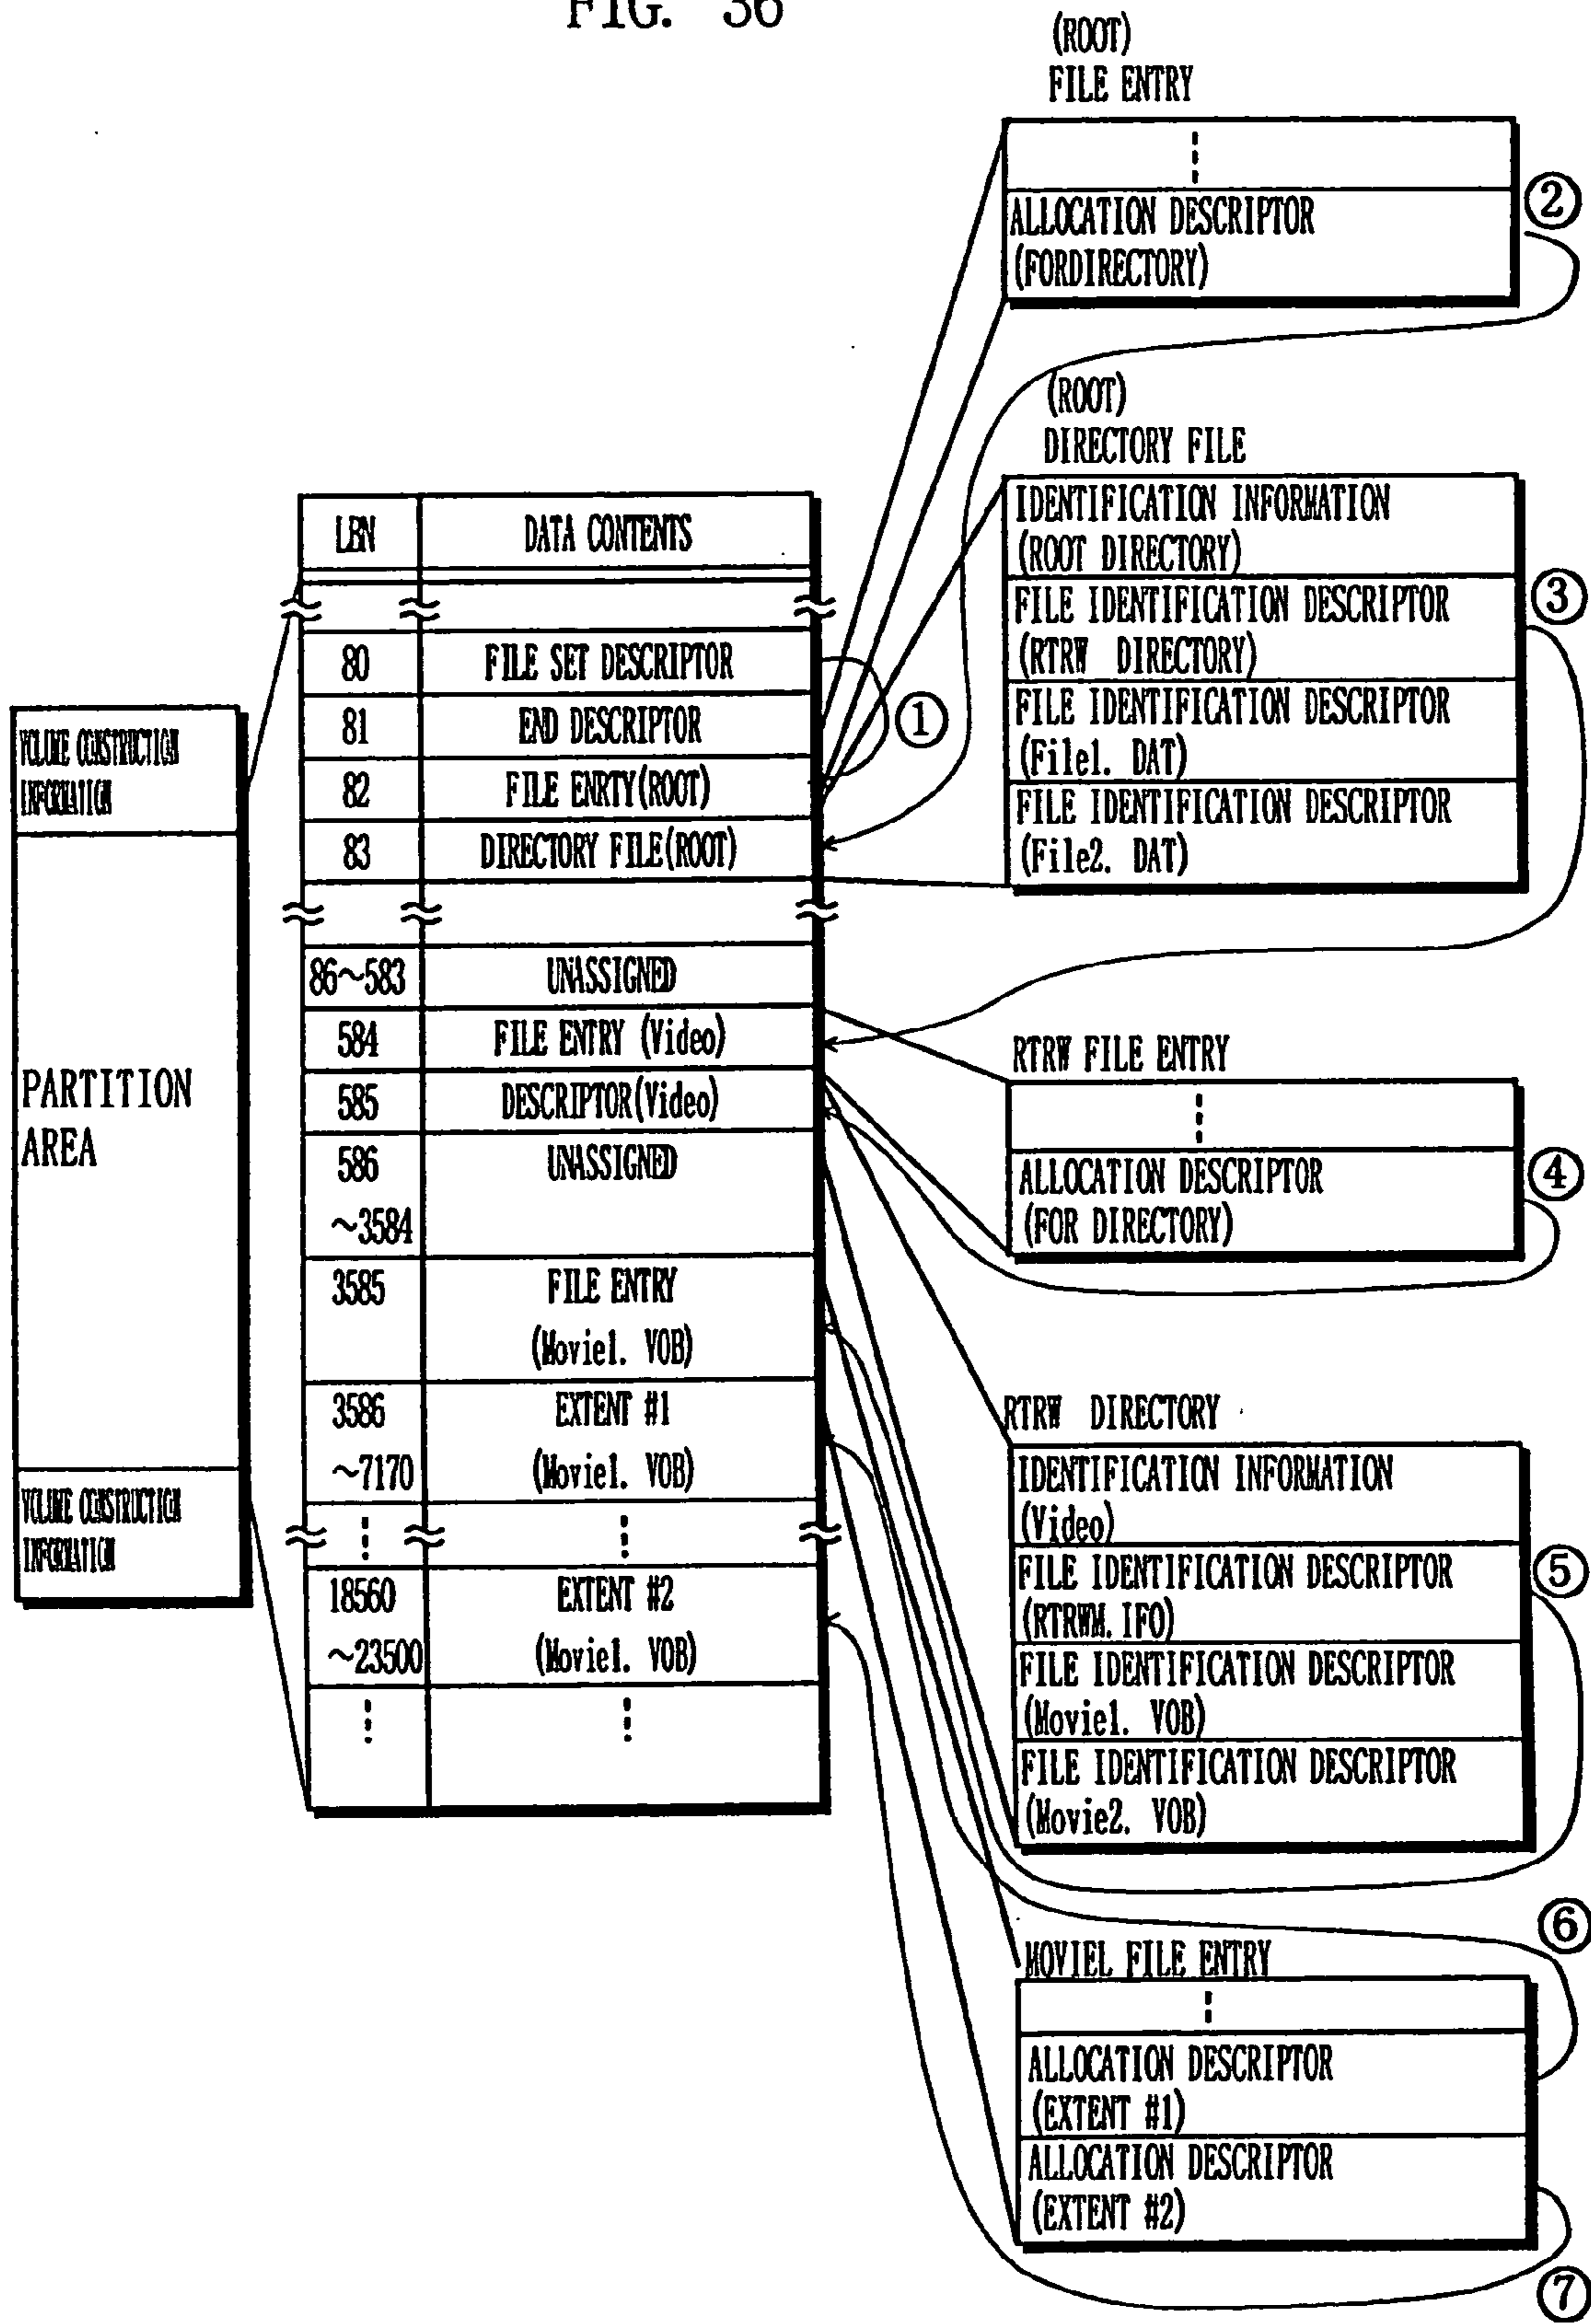 FIG. 36
(ROOT)
FILE ENTRY
ALLOCATION DESCRIPTOR
(FORDIRECTORY)
②
(ROOT)
DIRECTORY FILE
IDENTIFICATION INFORMATION
(ROOT DIRECTORY)
FILE IDENTIFICATION DESCRIPTOR
(RTRW DIRECTORY)
③
FILE IDENTIFICATION DESCRIPTOR
(File1. DAT)
FILE IDENTIFICATION DESCRIPTOR
(File2. DAT)
LBN DATA CONTENTS
80 FILE SET DESCRIPTOR
81 END DESCRIPTOR
①
82 FILE ENRTY(ROOT)
83 DIRECTORY FILE(ROOT)
86~583 UNASSIGNED
584 FILE ENTRY (Video)
585 DESCRIPTOR(Video)
586 UNASSIGNED
~3584
3585 FILE ENTRY
(Movie1. VOB)
3586 EXTENT #1
~7170 (Movie1. VOB)
18560 EXTENT #2
~23500 (Movie1. VOB)
VOLUME CONSTRUCTION
INFORMATION
PARTITION
AREA
VOLUME CONSTRUCTION
INFORMATION
RTRW FILE ENTRY
ALLOCATION DESCRIPTOR
(FOR DIRECTORY)
④
RTRW DIRECTORY
IDENTIFICATION INFORMATION
(Video)
FILE IDENTIFICATION DESCRIPTOR
(RTRWM. IFO)
⑤
FILE IDENTIFICATION DESCRIPTOR
(Movie1. VOB)
FILE IDENTIFICATION DESCRIPTOR
(Movie2. VOB)
⑥
MOVIEL FILE ENTRY
ALLOCATION DESCRIPTOR
(EXTENT #1)
ALLOCATION DESCRIPTOR
(EXTENT #2)
⑦